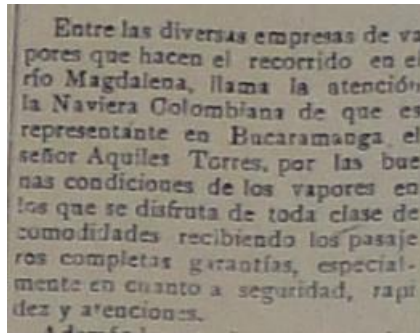 Entre las diversas empresas de va
pores que hacen el recorrido en el
río Magdalena, llama la atención
la Naviera Colombiana de que es
representante en Bucaramanga, el
señor Aquiles Torres, por las bue
nas condiciones de los vapores en
los que se disfruta de toda clase de
comodidades recibiendo los pasaje
ros completas garantías, especial-
mente en cuanto a seguridad, rapi
dez y atenciones.